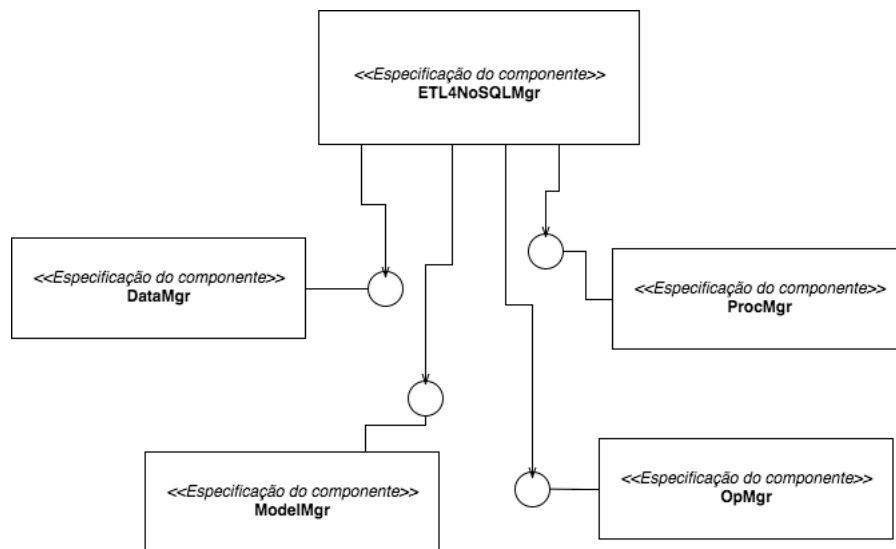 <<Especificação do componente>>
ETL4NoSQLMgr
<<Especificação do componente>>
DataMgr
<<Especificação do componente>>
ProcMgr
<<Especificação do componente>>
ModelMgr
<<Especificação do componente>>
OpMgr